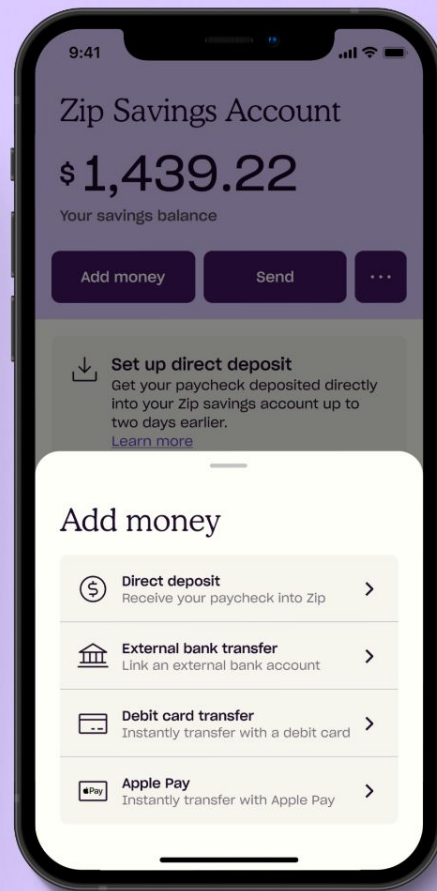 9:41
Zip Savings Account
$1,439.22
Your savings balance
Add money
Send
Set up direct deposit
Get your paycheck deposited directly
into your Zip savings account up to
two days earlier.
Learn more
Add money
Direct deposit
Receive your paycheck into Zip
External bank transfer
Link an external bank account
Debit card transfer
Instantly transfer with a debit card
Pay
Apple Pay
Instantly transfer with Apple Pay